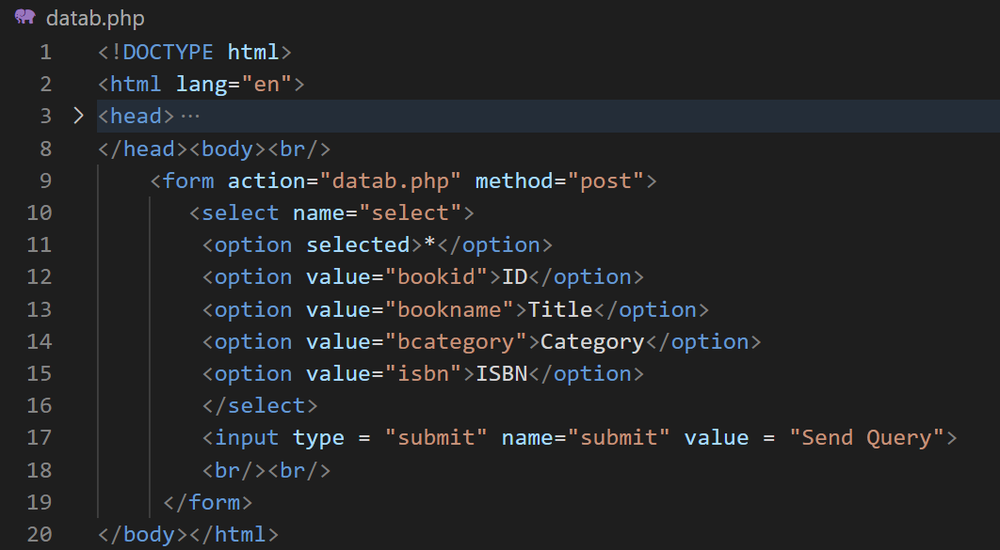 datab.php
1 <!DOCTYPE html>
2 <html lang="en">
3 > <head> ···
8 </head><body><br/>
9 <form action="datab.php" method="post">
10 <select name="select">
11 <option selected>*</option>
12 <option value="bookid">ID</option>
13 <option value="bookname">Title</option>
14 <option value="bcategory">Category</option>
15 <option value="isbn">ISBN</option>
16 </select>
17 <input type = "submit" name="submit" value = "Send Query">
18 <br/><br/>
19 </form>
20 </body></html>